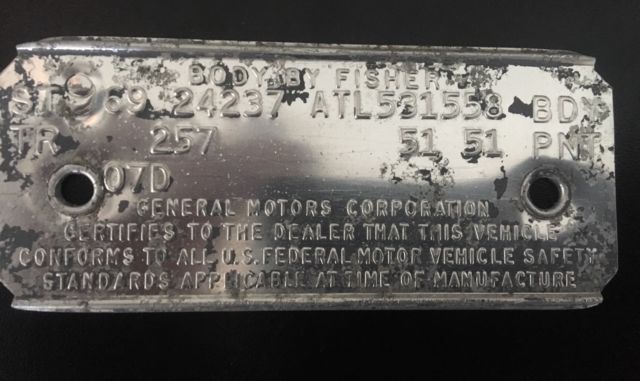 BODY BY FISHER
ST 69 24237 ATL531558 BDY
TR 257 51 51 PNT
07D
GENERAL MOTORS CORPORATION
CERTIFIES TO THE DEALER THAT THIS VEHICLE
CONFORMS TO ALL U.S. FEDERAL MOTOR VEHICLE SAFETY
STANDARDS APPLICABLE AT TIME OF MANUFACTURE